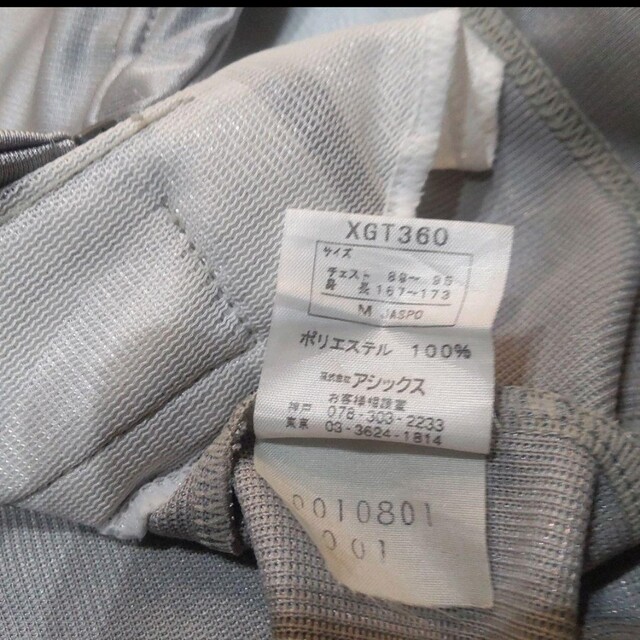 XGT360
サイズ
チェスト 89〜 95
身 長 167〜173
M JASPO
ポリエステル 100%
株式会社アシックス
お客様相談室
神戸 078-303-2233
東京 03-3624-1814
0010801
001